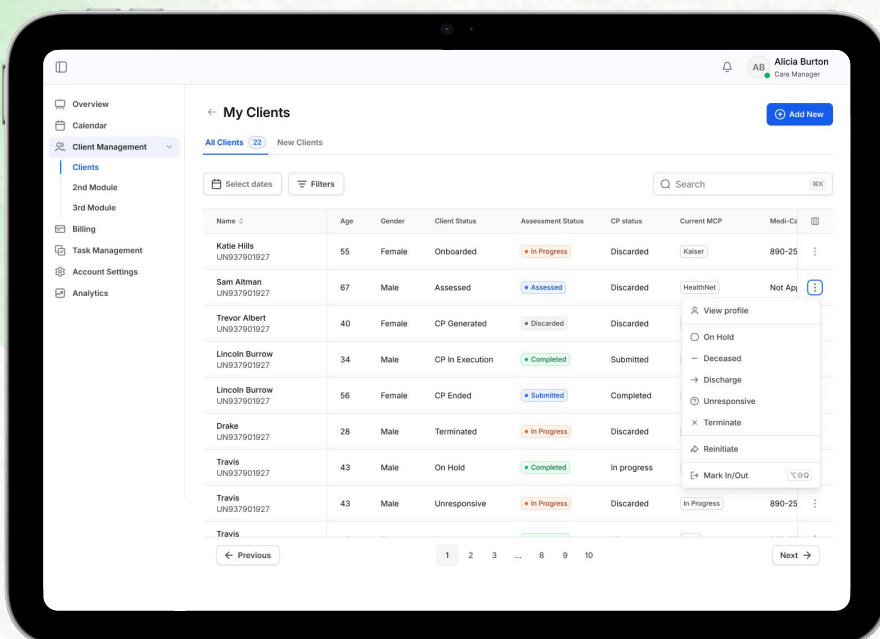 AB
Alicia Burton
Care Manager
Overview
Calendar
Client Management
Clients
2nd Module
3rd Module
Billing
Task Management
Account Settings
Analytics
← My Clients
Add New
All Clients 22 New Clients
Select dates Filters Search ⌘K
Name Age Gender Client Status Assessment Status CP status Current MCP Medi-Ca
Katie Hills
UN937901927 55 Female Onboarded In Progress Discarded Kaiser 890-25
Sam Altman
UN937901927 67 Male Assessed Assessed Discarded HealthNet Not Ap
Trevor Albert
UN937901927 40 Female CP Generated Discarded Discarded
Lincoln Burrow
UN937901927 34 Male CP In Execution Completed Submitted
Lincoln Burrow
UN937901927 56 Female CP Ended Submitted Completed
Drake
UN937901927 28 Male Terminated In Progress Discarded
Travis
UN937901927 43 Male On Hold Completed In progress
Travis
UN937901927 43 Male Unresponsive In Progress Discarded In Progress 890-25
Travis
View profile
On Hold
Deceased
Discharge
Unresponsive
Terminate
Reinitiate
Mark In/Out ⌥⇧Q
← Previous 1 2 3 ... 8 9 10 Next →